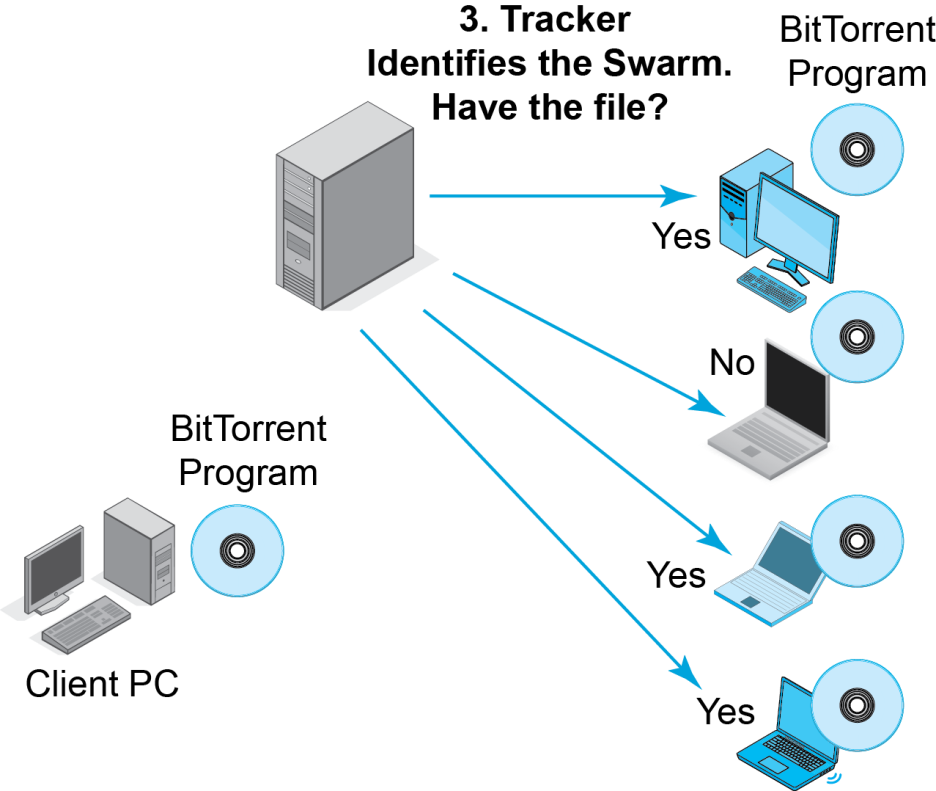 3. Tracker
Identifies the Swarm.
Have the file?
BitTorrent
Program
Yes
No
BitTorrent
Program
Yes
Client PC
Yes